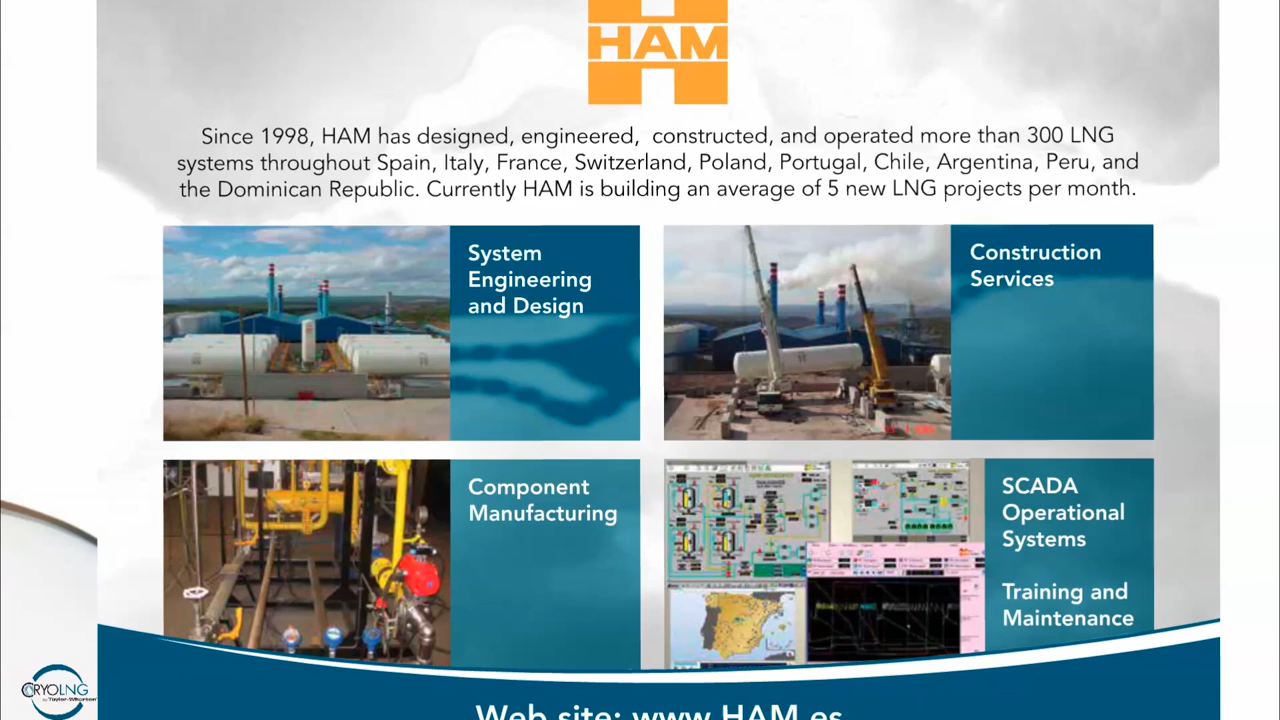 HAM
Since 1998, HAM has designed, engineered, constructed, and operated more than 300 LNG
systems throughout Spain, Italy, France, Switzerland, Poland, Portugal, Chile, Argentina, Peru, and
the Dominican Republic. Currently HAM is building an average of 5 new LNG projects per month.
System
Engineering
and Design
Construction
Services
Component
Manufacturing
SCADA
Operational
Systems
Training and
Maintenance
CRYOLNG
by Taylor-Wharton
Web site: www.HAM.es